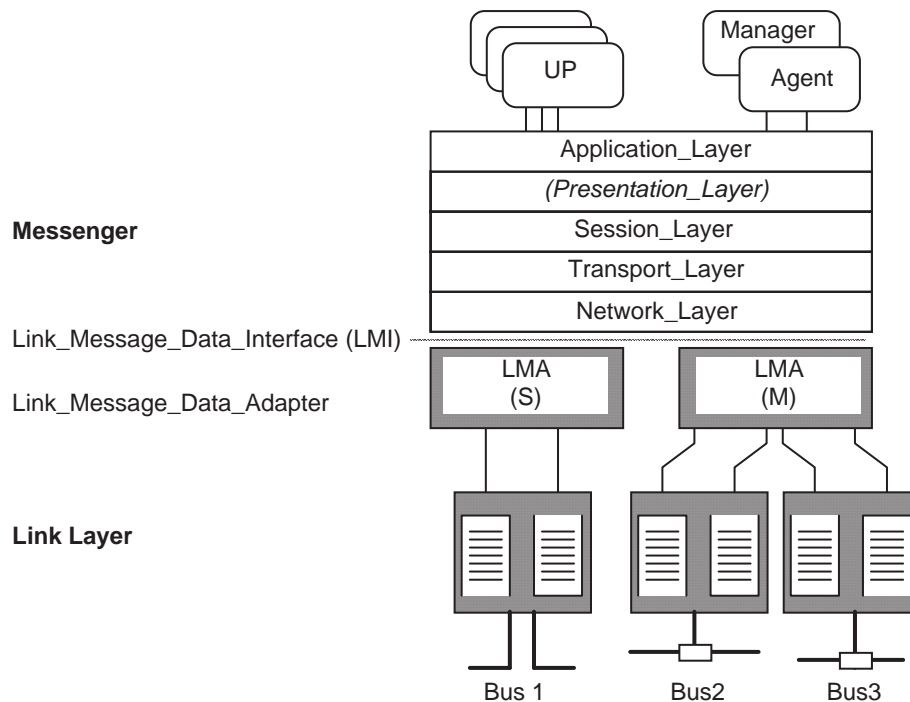 Manager
UP
Agent
Application_Layer
(Presentation_Layer)
Messenger
Session_Layer
Transport_Layer
Network_Layer
Link_Message_Data_Interface (LMI)
LMA
(S)
LMA
(M)
Link_Message_Data_Adapter
Link Layer
Bus 1
Bus2
Bus3